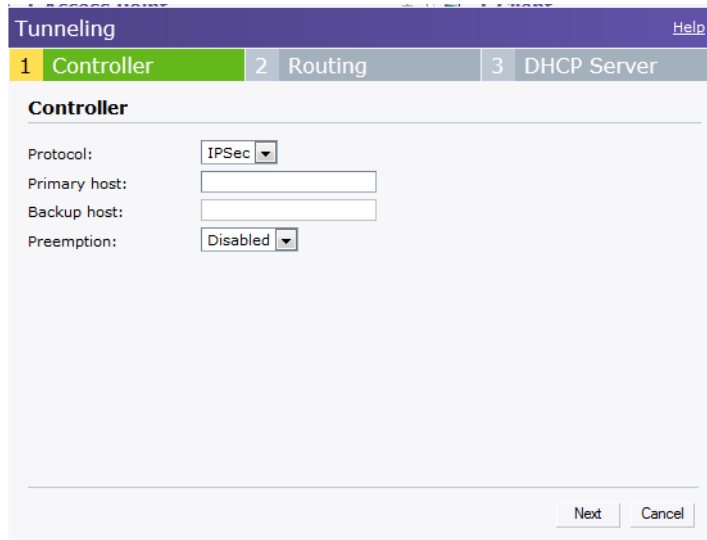 Tunneling Help
1 Controller 2 Routing 3 DHCP Server
Controller
Protocol: IPSec
Primary host:
Backup host:
Preemption: Disabled
Next Cancel